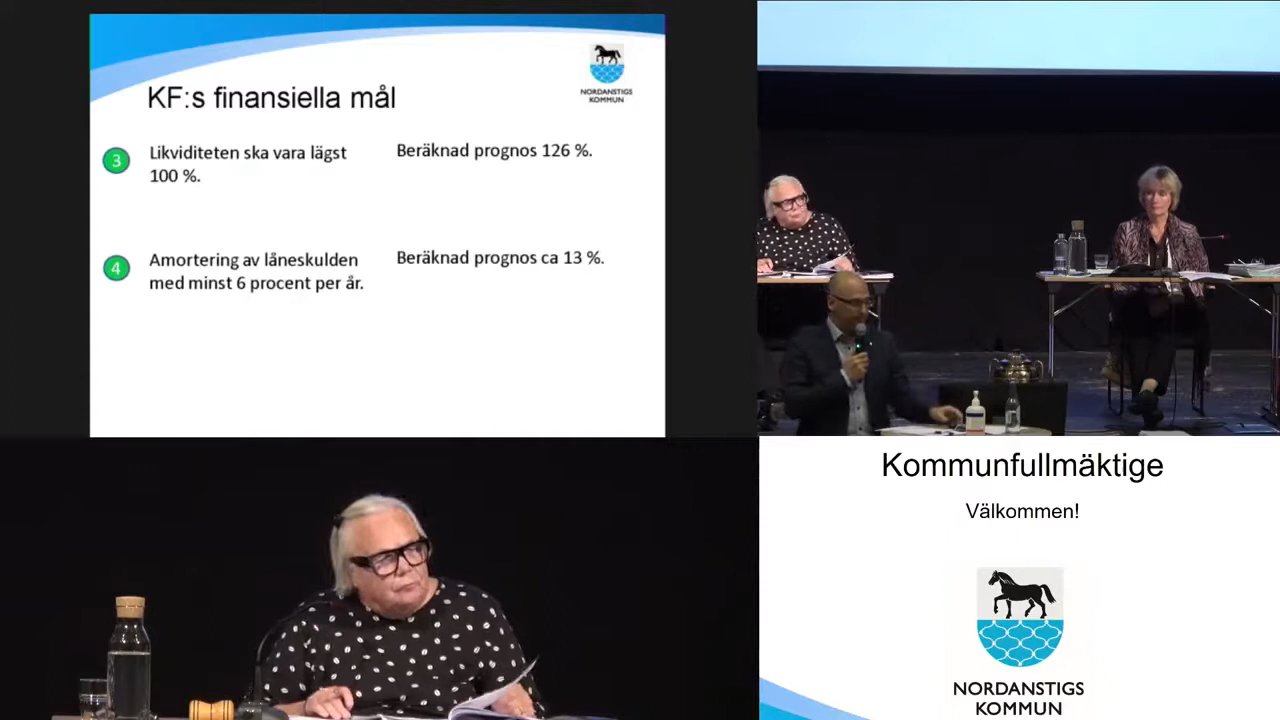 KF:s finansiella mål
NORDANSTIGS
KOMMUN
3
Likviditeten ska vara lägst
100 %.
Beräknad prognos 126 %.
4
Amortering av låneskulden
med minst 6 procent per år.
Beräknad prognos ca 13 %.
Kommunfullmäktige
Välkommen!
NORDANSTIGS
KOMMUN